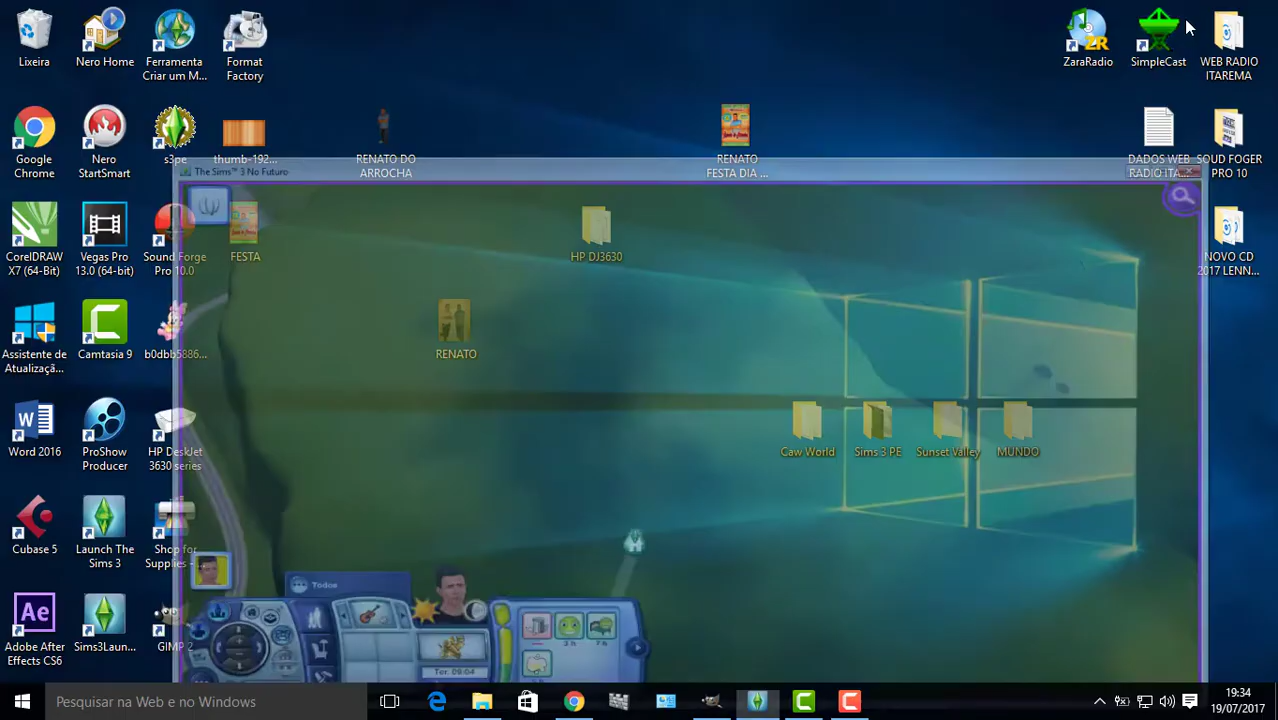 Lixeira
Nero Home
Ferramenta
Criar um M...
Format
Factory
ZaraRadio
SimpleCast
WEB RADIO
ITAREMA
Google
Chrome
Nero
StartSmart
s3pe
thumb-192...
RENATO DO
ARROCHA
RENATO
FESTA DIA ...
DADOS WEB
RADIO ITA...
SOUD FOGER
PRO 10
The Sims™ 3 No Futuro
CorelDRAW
X7 (64-Bit)
Vegas Pro
13.0 (64-bit)
Sound Forge
Pro 10.0
FESTA
HP DJ3630
NOVO CD
2017 LENN...
Assistente de
Atualizaçã...
Camtasia 9
b0dbb5886...
RENATO
Word 2016
ProShow
Producer
HP DeskJet
3630 series
Caw World
Sims 3 PE
Sunset Valley
MUNDO
Cubase 5
Launch The
Sims 3
Shop for
Supplies - ...
Todos
Adobe After
Effects CS6
Sims3Laun...
GIMP 2
3 h
7 h
Ter. 09:04
Pesquisar na Web e no Windows
19:34
19/07/2017